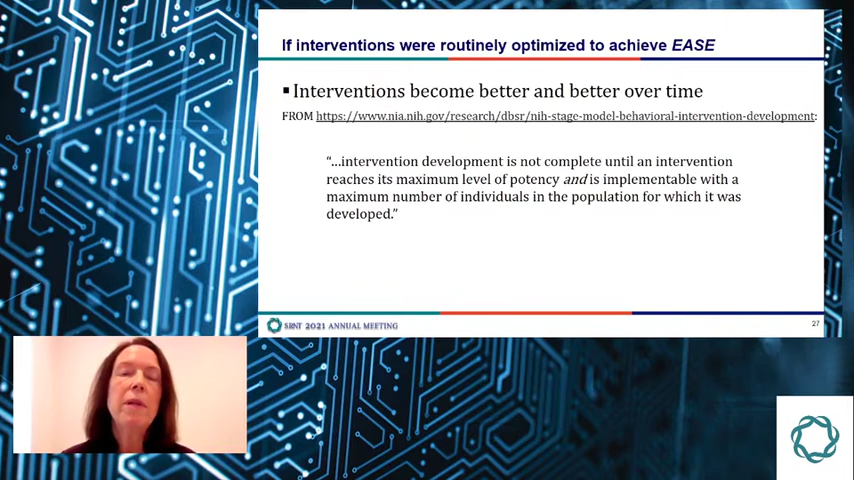 If interventions were routinely optimized to achieve EASE
▪ Interventions become better and better over time
FROM https://www.nia.nih.gov/research/dbsr/nih-stage-model-behavioral-intervention-development:
“…intervention development is not complete until an intervention
reaches its maximum level of potency and is implementable with a
maximum number of individuals in the population for which it was
developed.”
SRNT 2021 ANNUAL MEETING
27